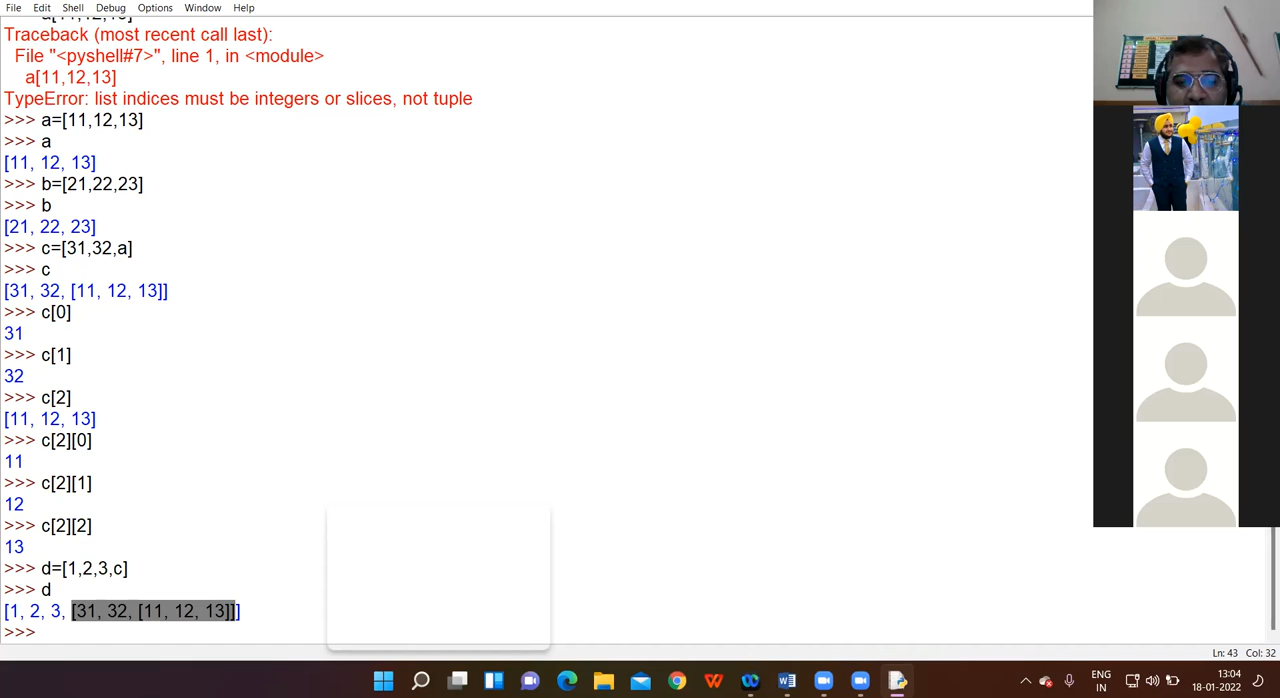 File Edit Shell Debug Options Window Help
a[11,12,13]
Traceback (most recent call last):
File "<pyshell#7>", line 1, in <module>
a[11,12,13]
TypeError: list indices must be integers or slices, not tuple
>>> a=[11,12,13]
>>> a
[11, 12, 13]
>>> b=[21,22,23]
>>> b
[21, 22, 23]
>>> c=[31,32,a]
>>> c
[31, 32, [11, 12, 13]]
>>> c[0]
31
>>> c[1]
32
>>> c[2]
[11, 12, 13]
>>> c[2][0]
11
>>> c[2][1]
12
>>> c[2][2]
13
>>> d=[1,2,3,c]
>>> d
[1, 2, 3, [31, 32, [11, 12, 13]]]
>>>
Ln: 43 Col: 32
ENG
IN
13:04
18-01-2022